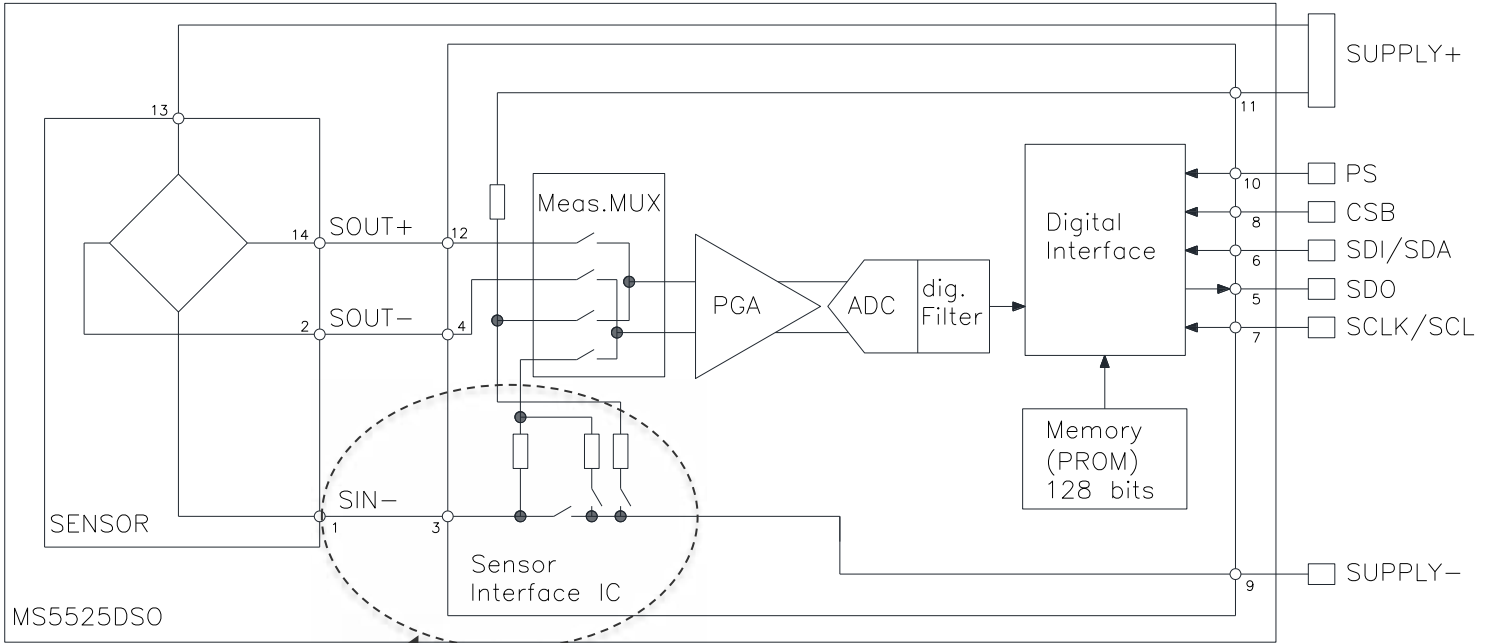 SUPPLY+
13
11
PS
10
Meas.MUX
CSB
8
SOUT+
14
12
Digital
Interface
SDI/SDA
6
PGA
ADC
dig.
Filter
SDO
5
SOUT-
2
4
SCLK/SCL
7
Memory
(PROM)
128 bits
SIN-
SENSOR
1
3
Sensor
Interface IC
SUPPLY-
9
MS5525DSO